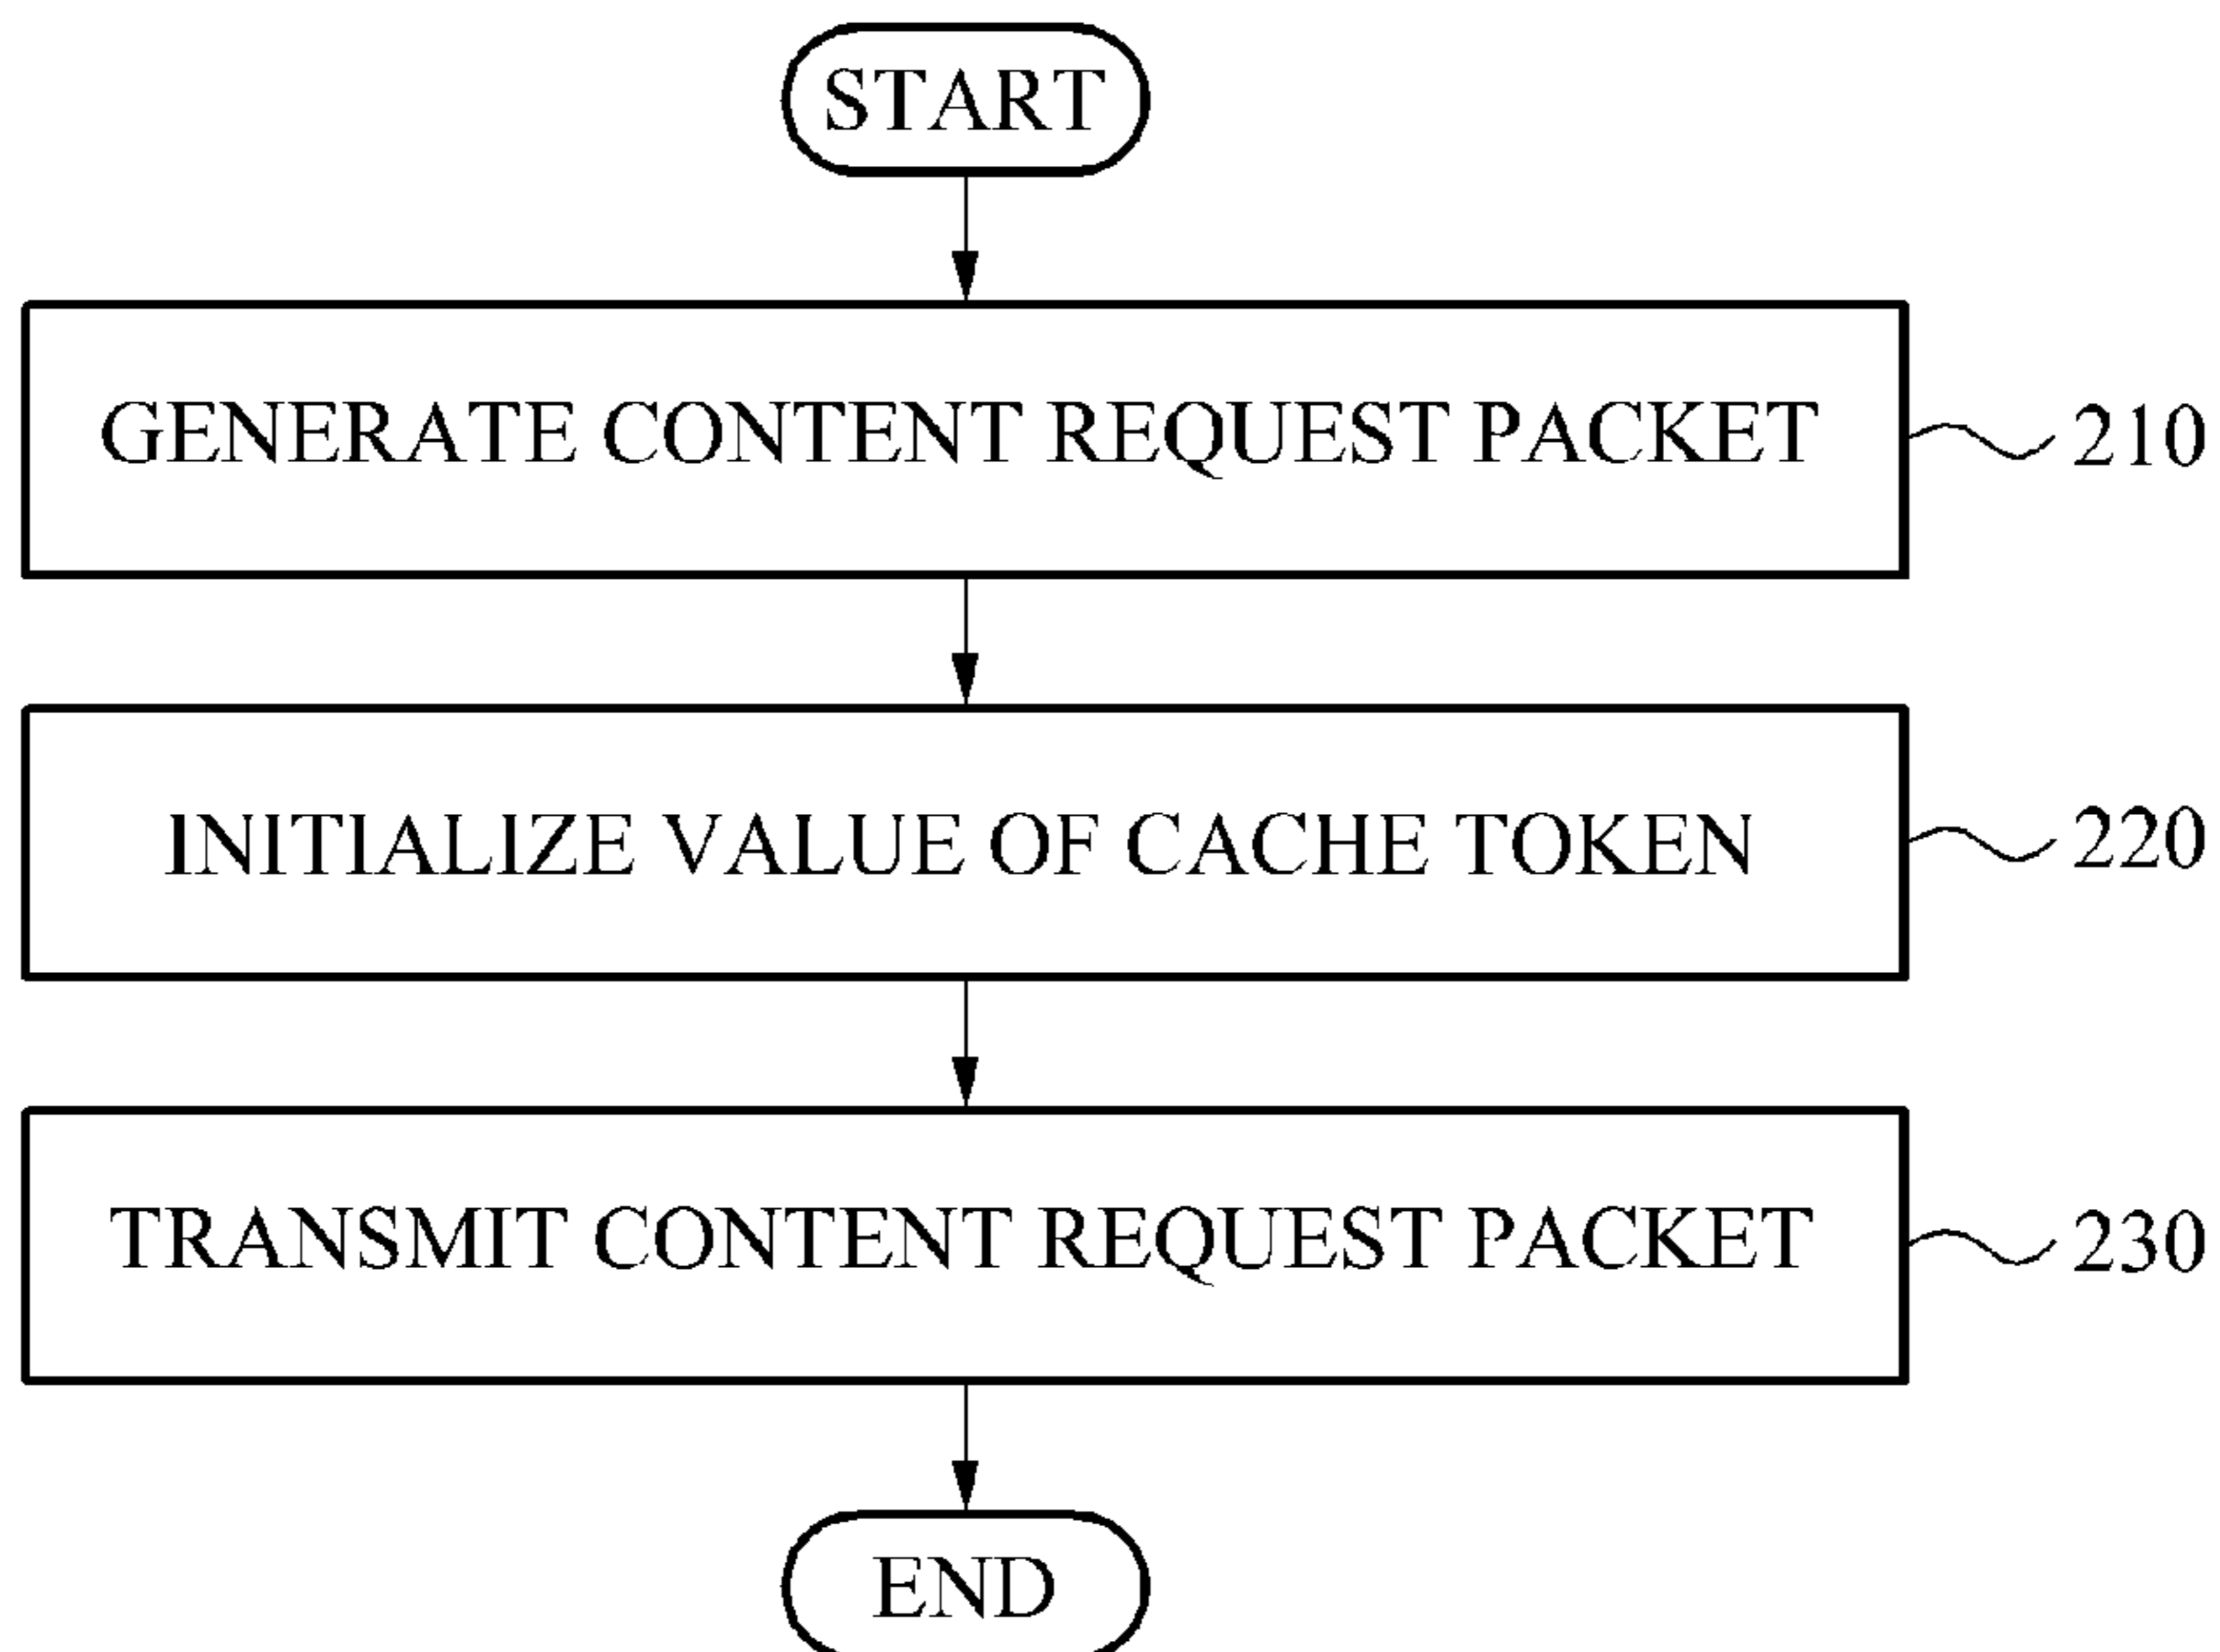 START
GENERATE CONTENT REQUEST PACKET 210
INITIALIZE VALUE OF CACHE TOKEN 220
TRANSMIT CONTENT REQUEST PACKET 230
END